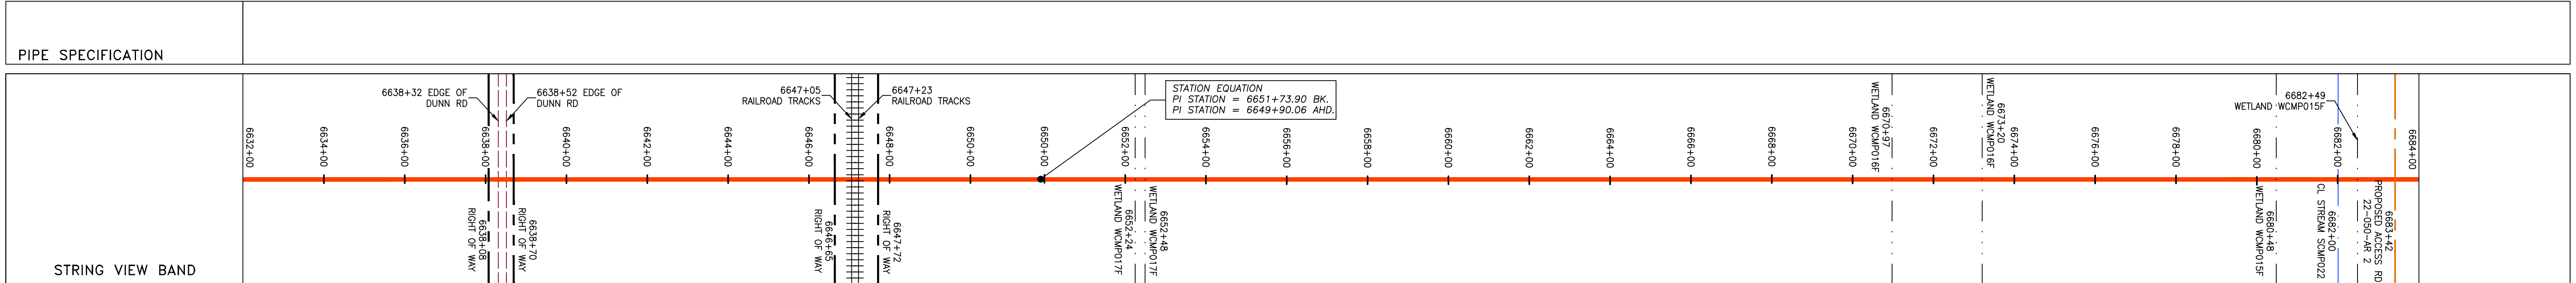 PIPE SPECIFICATION
STRING VIEW BAND
6638+32 EDGE OF
DUNN RD
6638+52 EDGE OF
DUNN RD
6647+05
RAILROAD TRACKS
6647+23
RAILROAD TRACKS
STATION EQUATION
PI STATION = 6651+73.90 BK.
PI STATION = 6649+90.06 AHD.
6682+49
WETLAND WCMP015F
6670+97
WETLAND WCMP016F
6673+20
WETLAND WCMP016F
6632+00
6634+00
6636+00
6638+00
6640+00
6642+00
6644+00
6646+00
6648+00
6650+00
6650+00
6652+00
6654+00
6656+00
6658+00
6660+00
6662+00
6664+00
6666+00
6668+00
6670+00
6672+00
6674+00
6676+00
6678+00
6680+00
6682+00
6684+00
6638+08
RIGHT OF WAY
6638+70
RIGHT OF WAY
6646+65
RIGHT OF WAY
6647+72
RIGHT OF WAY
6652+24
WETLAND WCMP017F
6652+48
WETLAND WCMP017F
6680+48
WETLAND WCMP015F
6682+00
CL STREAM SCMP022
6683+42
PROPOSED ACCESS RD
22-050-AR 2